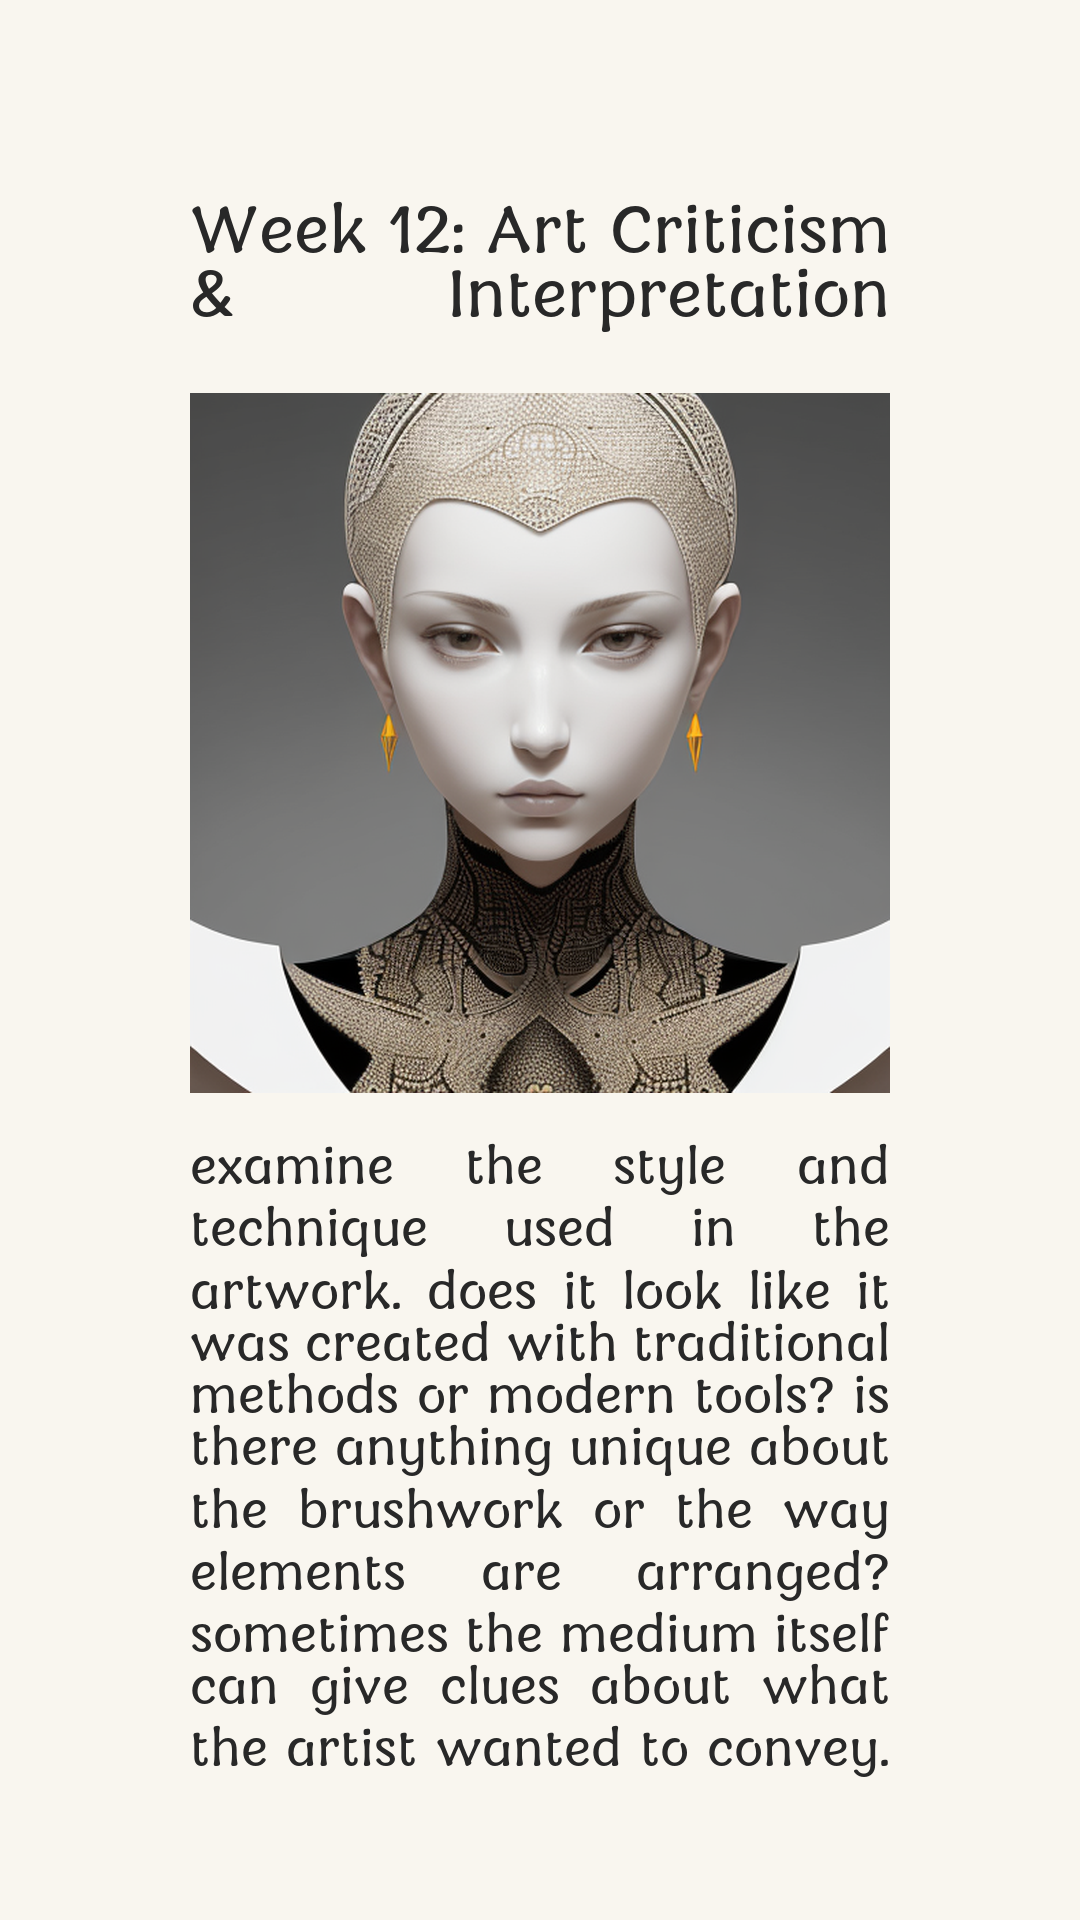 Week 12: Art Criticism
& Interpretation
examine the style and
technique used in the
artwork. does it look like it
was created with traditional
methods or modern tools? is
there anything unique about
the brushwork or the way
elements are arranged?
sometimes the medium itself
can give clues about what
the artist wanted to convey.